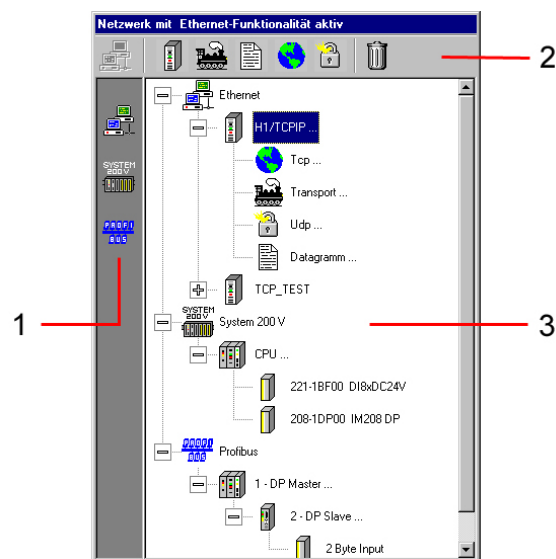 Netzwerk mit Ethernet-Funktionalität aktiv
2
Ethernet
H1/TCPIP ...
SYSTEM
200 V
Tcp ...
Transport ...
PROFI
BUS
Udp ...
Datagramm ...
TCP_TEST
1
SYSTEM
200 V
System 200 V
3
CPU ...
221-1BF00 DI8xDC24V
208-1DP00 IM208 DP
PROFI
BUS
Profibus
1 - DP Master ...
2 - DP Slave ...
2 Byte Input